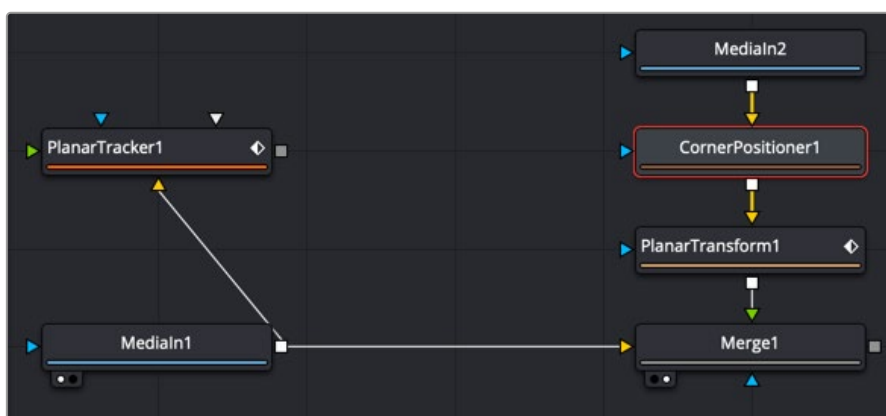 MediaIn2
PlanarTracker1
CornerPositioner1
PlanarTransform1
MediaIn1
Merge1